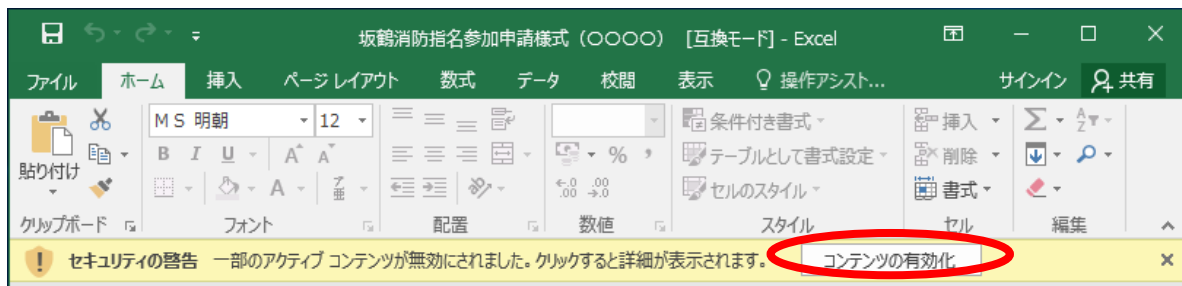 坂鶴消防指名参加申請様式（〇〇〇〇） [互換モード] - Excel
ファイル ホーム 挿入 ページ レイアウト 数式 データ 校閲 表示 操作アシスト... サインイン 共有
ＭＳ 明朝 12 条件付き書式 挿入 Σ A Z
貼り付け B I U A A % , テーブルとして書式設定 削除
A ア 亜 .00 .0 セルのスタイル 書式
クリップボード フォント 配置 数値 スタイル セル 編集
セキュリティの警告 一部のアクティブ コンテンツが無効にされました。クリックすると詳細が表示されます。 コンテンツの有効化